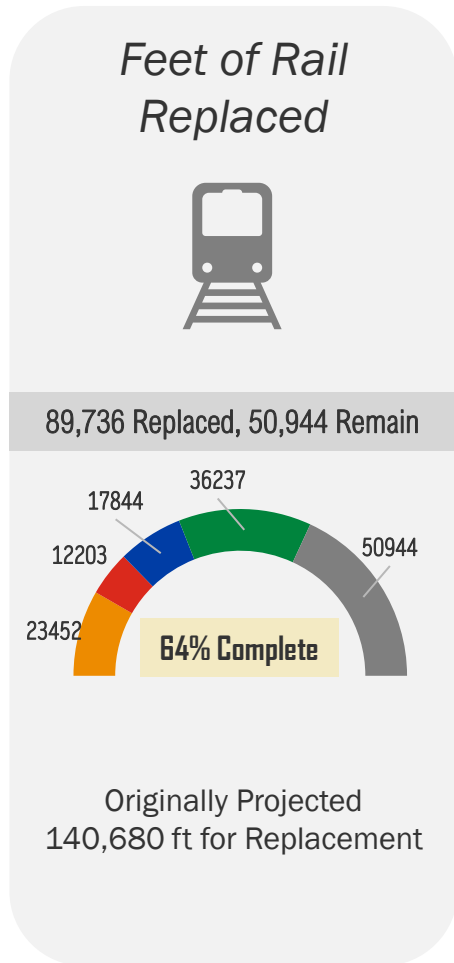 Feet of Rail
Replaced
89,736 Replaced, 50,944 Remain
36237
17844
50944
12203
23452
64% Complete
Originally Projected
140,680 ft for Replacement